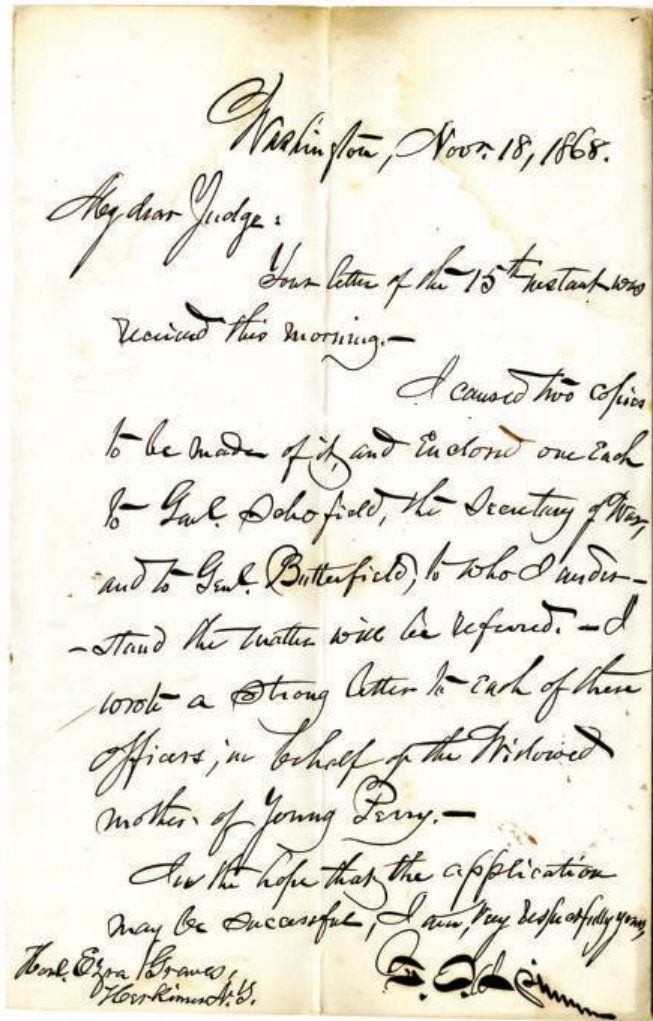 Washington, Novr. 18, 1868.
My dear Judge:
Your letter of the 15th instant was
received this morning.—
I caused two copies
to be made of it, and enclosed one each
to Genl. Schofield, the Secretary of War,
and to Genl. Butterfield, to who I under-
-stand the matter will be referred. — I
wrote a strong letter to each of these
officers, in behalf of the Widowed
mother of Young Perry.—
In the hope that the application
may be successful, I am, very respectfully yours,
Honl. Ezra Graves,
Herkimer N.Y.